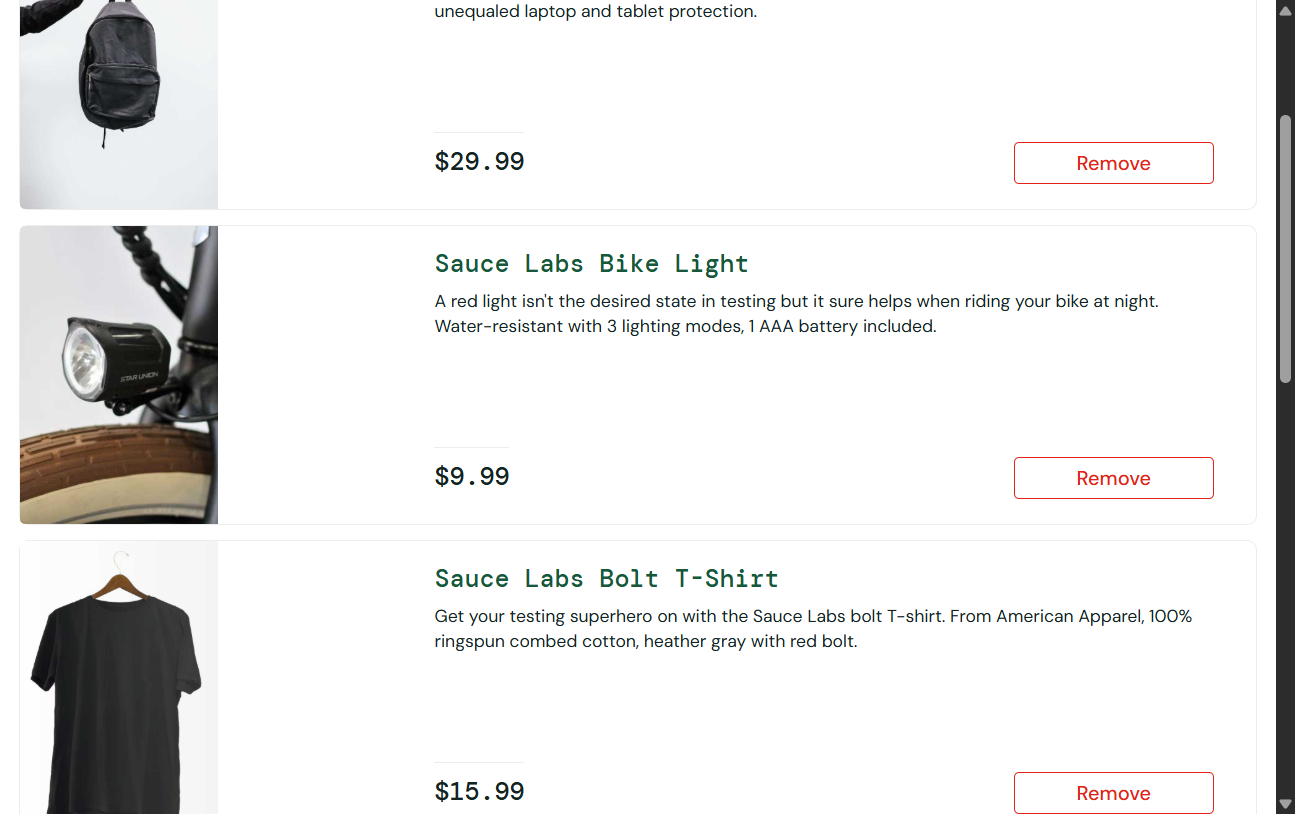 unequaled laptop and tablet protection.
$29.99
Remove
Sauce Labs Bike Light
A red light isn't the desired state in testing but it sure helps when riding your bike at night.
Water-resistant with 3 lighting modes, 1 AAA battery included.
STAR UNION
$9.99
Remove
Sauce Labs Bolt T-Shirt
Get your testing superhero on with the Sauce Labs bolt T-shirt. From American Apparel, 100%
ringspun combed cotton, heather gray with red bolt.
$15.99
Remove